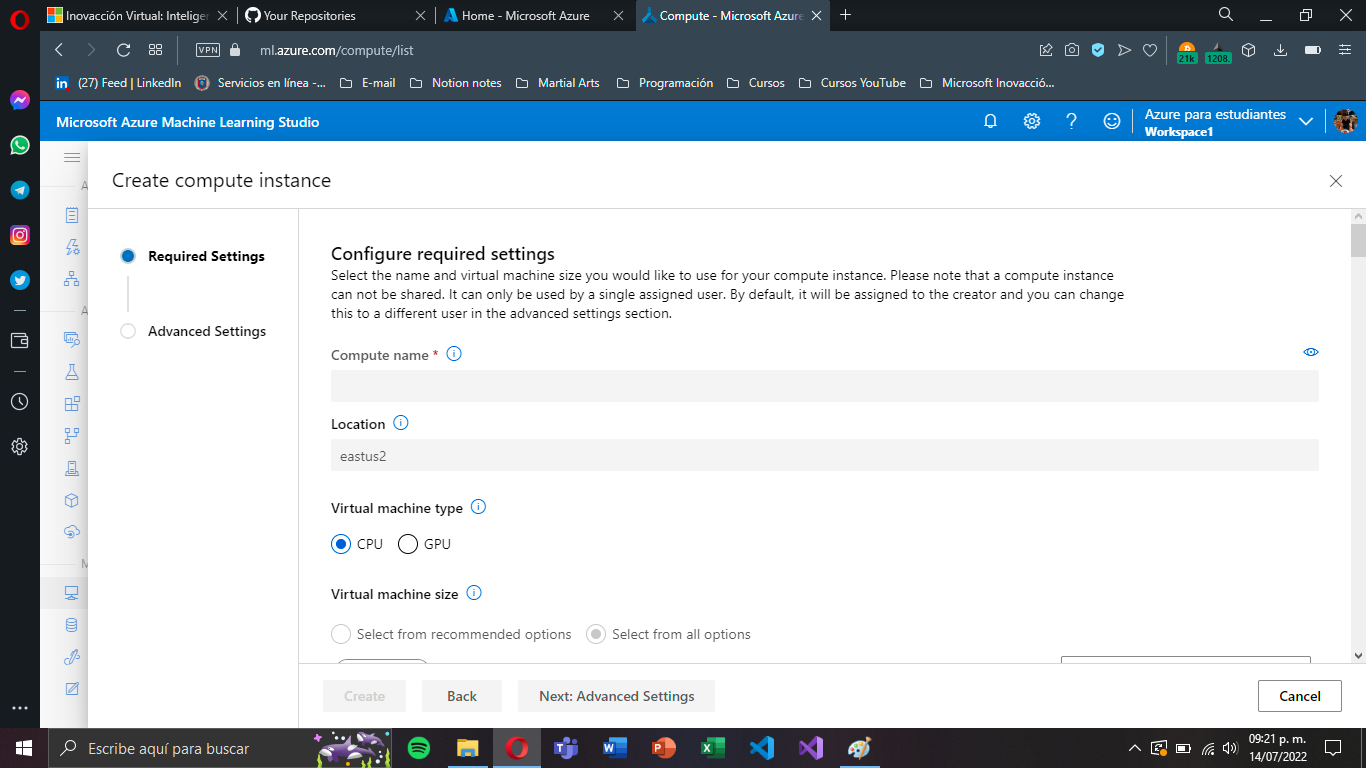 Inovacción Virtual: Inteliger
Your Repositories
Home - Microsoft Azure
Compute - Microsoft Azure
VPN
ml.azure.com/compute/list
21k
1208.
(27) Feed | LinkedIn
Servicios en línea -...
E-mail
Notion notes
Martial Arts
Programación
Cursos
Cursos YouTube
Microsoft Inovacció...
Microsoft Azure Machine Learning Studio
Azure para estudiantes
Workspace1
Create compute instance
A
A
M
Required Settings
Advanced Settings
Configure required settings
Select the name and virtual machine size you would like to use for your compute instance. Please note that a compute instance
can not be shared. It can only be used by a single assigned user. By default, it will be assigned to the creator and you can change
this to a different user in the advanced settings section.
Compute name *
Location
eastus2
Virtual machine type
CPU
GPU
Virtual machine size
Select from recommended options
Select from all options
Create
Back
Next: Advanced Settings
Cancel
Escribe aquí para buscar
09:21 p. m.
14/07/2022